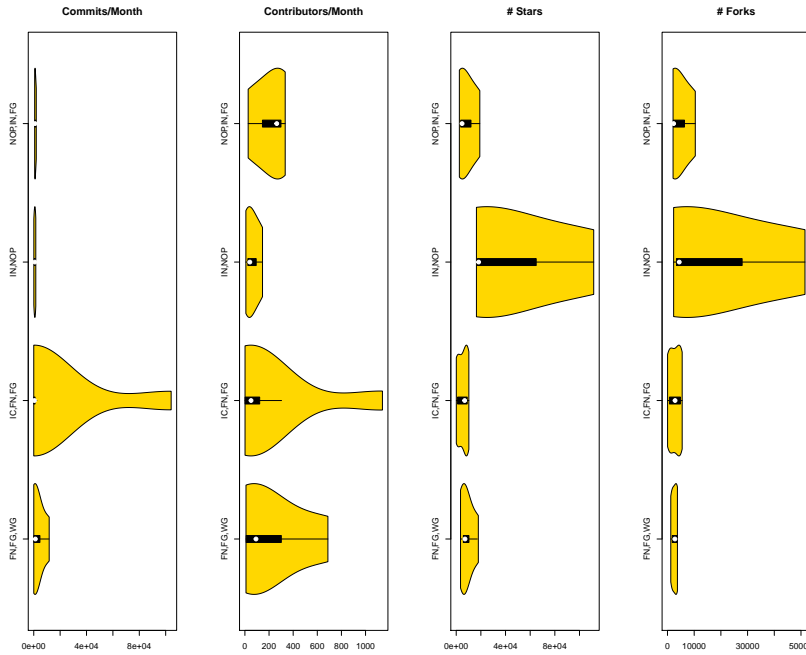 Commits/Month
NOP,IN,FG
IN,NOP
IC,FN,FG
FN,FG,WG
0e+00 4e+04 8e+04
Contributors/Month
NOP,IN,FG
IN,NOP
IC,FN,FG
FN,FG,WG
0 200 400 600 800 1000
# Stars
NOP,IN,FG
IN,NOP
IC,FN,FG
FN,FG,WG
0e+00 4e+04 8e+04
# Forks
NOP,IN,FG
IN,NOP
IC,FN,FG
FN,FG,WG
0 10000 30000